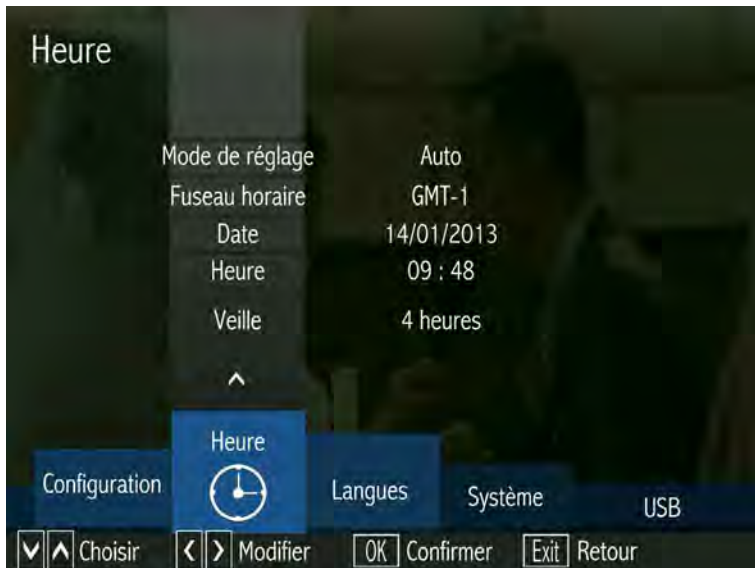 Heure
Mode de réglage Auto
Fuseau horaire GMT-1
Date 14/01/2013
Heure 09 : 48
Veille 4 heures
Heure
Configuration Langues Système USB
Choisir Modifier OK Confirmer Exit Retour